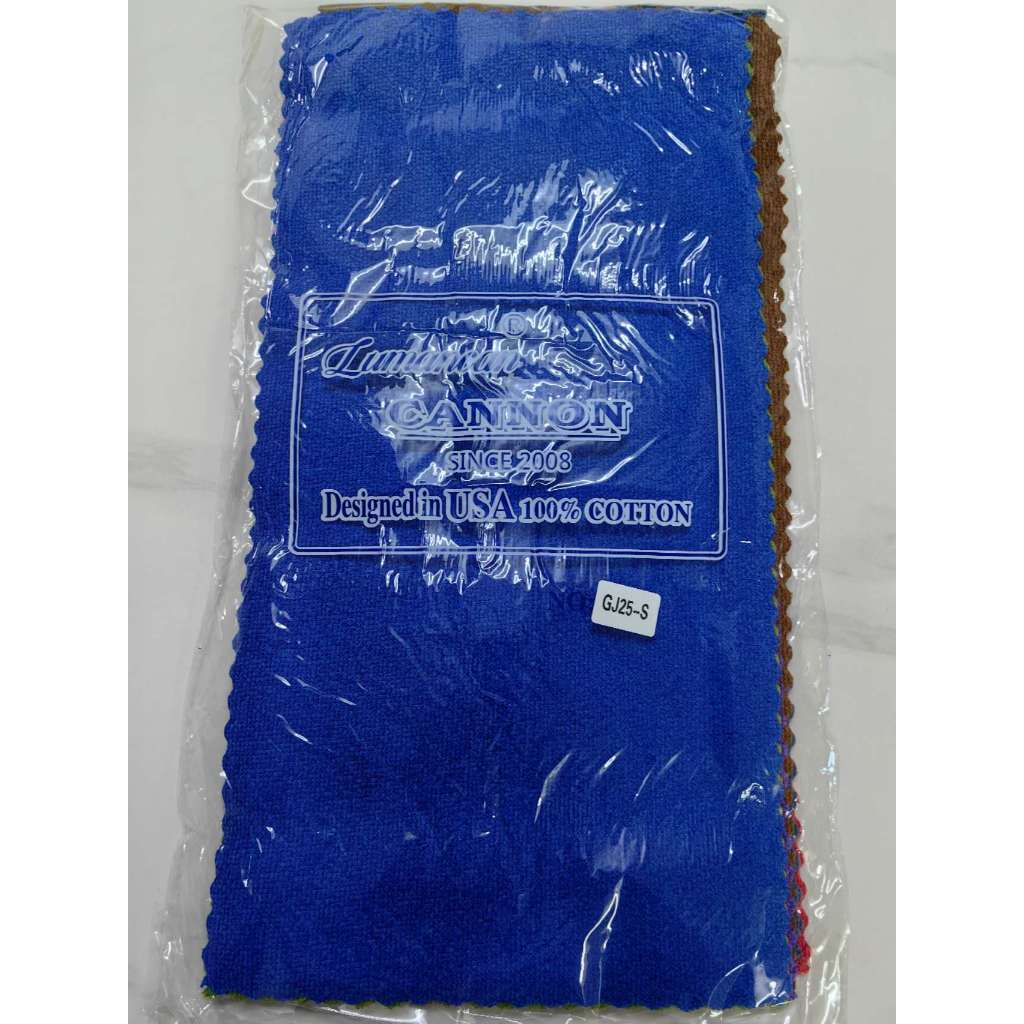 ®
CANNON
SINCE 2008
Designed in USA 100% COTTON
GJ25-S